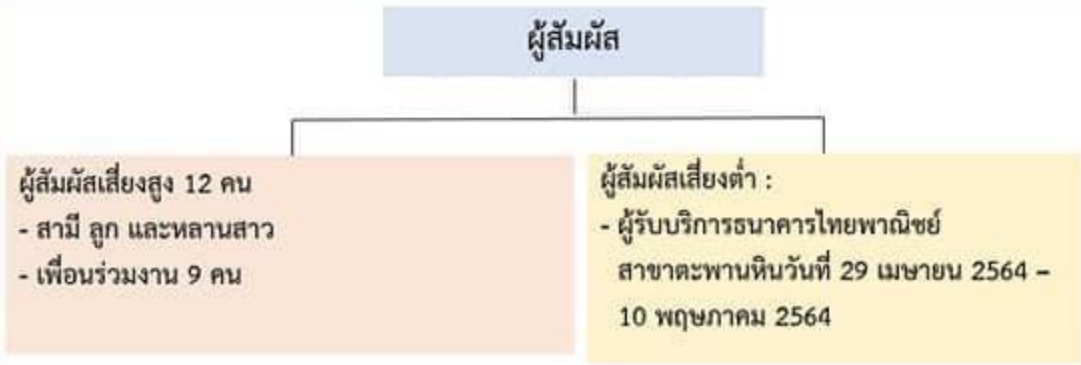 ผู้สัมผัส
ผู้สัมผัสเสี่ยงสูง 12 คน
- สามี ลูก และหลานสาว
- เพื่อนร่วมงาน 9 คน
ผู้สัมผัสเสี่ยงต่ำ :
- ผู้รับบริการธนาคารไทยพาณิชย์
สาขาตะพานหินวันที่ 29 เมษายน 2564 –
10 พฤษภาคม 2564